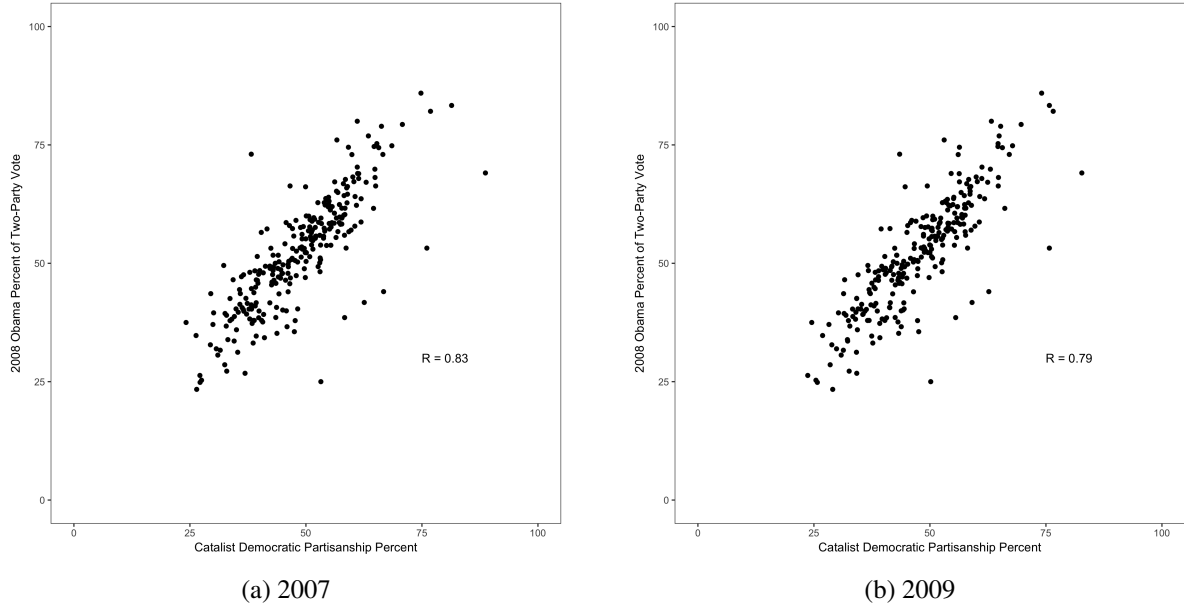 100
75
50
25
0
2008 Obama Percent of Two-Party Vote
R = 0.83
0 25 50 75 100
Catalist Democratic Partisanship Percent
(a) 2007
100
75
50
25
0
2008 Obama Percent of Two-Party Vote
R = 0.79
0 25 50 75 100
Catalist Democratic Partisanship Percent
(b) 2009